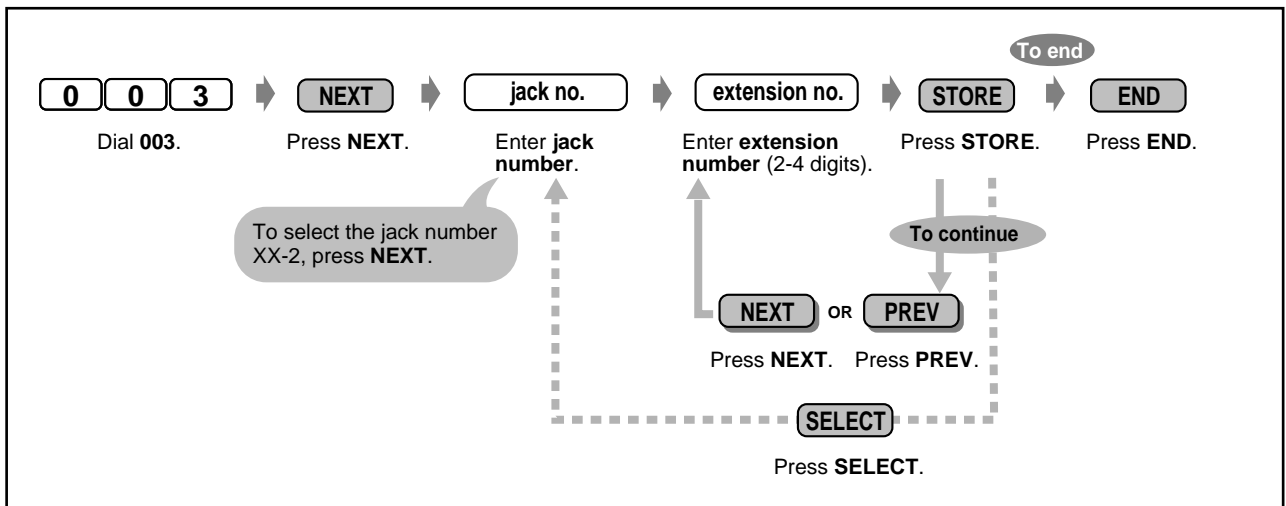 To end
0 0 3 NEXT jack no. extension no. STORE END
Dial 003. Press NEXT. Enter jack number. Enter extension number (2-4 digits). Press STORE. Press END.
To select the jack number
XX-2, press NEXT.
To continue
NEXT OR PREV
Press NEXT. Press PREV.
SELECT
Press SELECT.